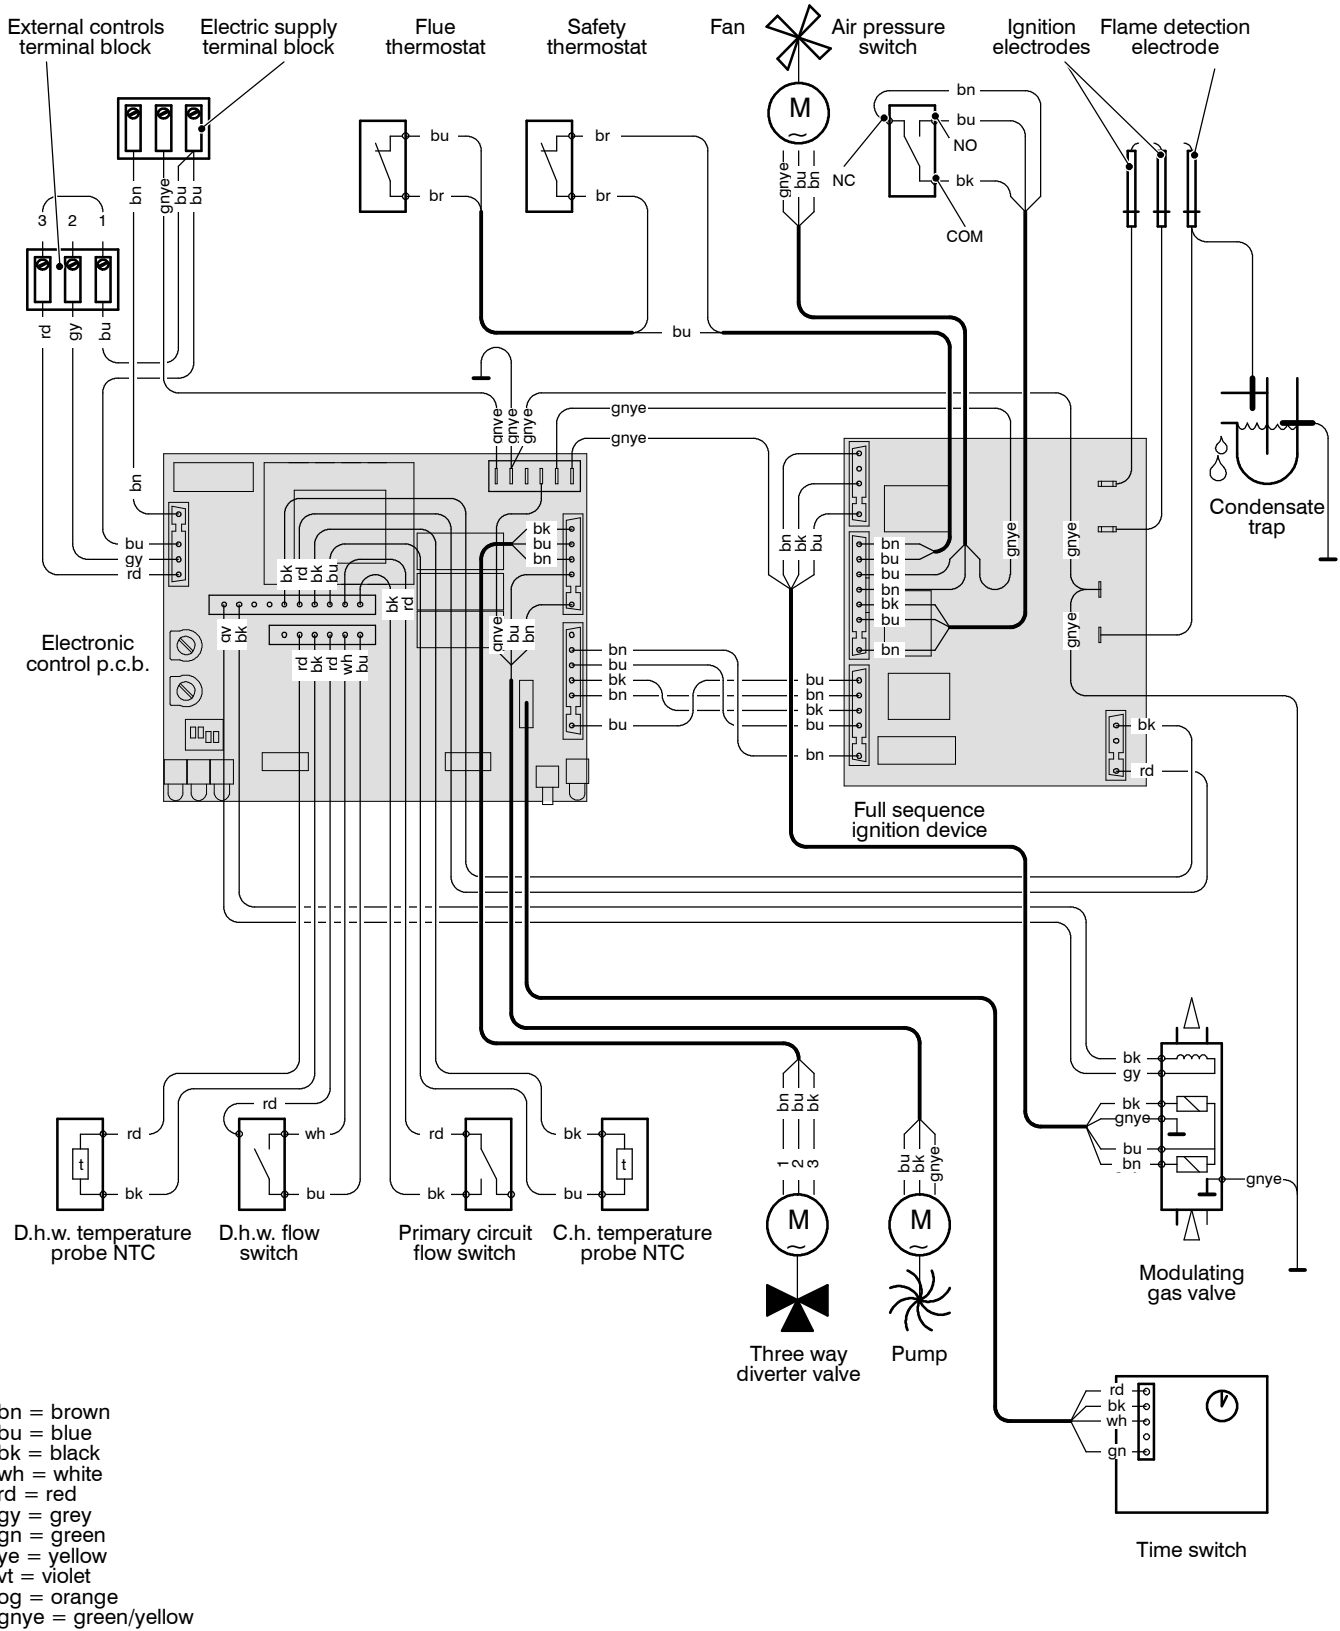 External controls
terminal block
Electric supply
terminal block
Flue
thermostat
Safety
thermostat
Fan
Air pressure
switch
Ignition
electrodes
Flame detection
electrode
M
~
bn
bu
NO
bk
NC
COM
bu
br
br
br
gnye
bu
bn
bn
gnye
bu
bu
3
2
1
rd
gy
bu
bu
gnye
gnye
gnye
gnye
gnye
bn
bu
gy
rd
bk
rd
bk
bu
bk
rd
bk
bu
bn
bn
bk
bu
bn
bu
bu
bn
bk
bu
bn
gnye
gnye
gnye
Condensate
trap
Electronic
control p.c.b.
bk
rd
bk
rd
wh
bu
gnye
bu
bn
bn
bu
bk
bn
bu
bu
bn
bk
bu
bn
bk
rd
Full sequence
ignition device
bk
gy
bk
gnye
bu
bn
gnye
Modulating
gas valve
rd
bk
t
D.h.w. temperature
probe NTC
rd
wh
bu
D.h.w. flow
switch
rd
bk
Primary circuit
flow switch
bk
bu
t
C.h. temperature
probe NTC
bn
bu
bk
1
2
3
M
~
Three way
diverter valve
bu
bk
gnye
M
~
Pump
rd
bk
wh
gn
Time switch
bn = brown
bu = blue
bk = black
wh = white
rd = red
gy = grey
gn = green
ye = yellow
vt = violet
og = orange
gnye = green/yellow